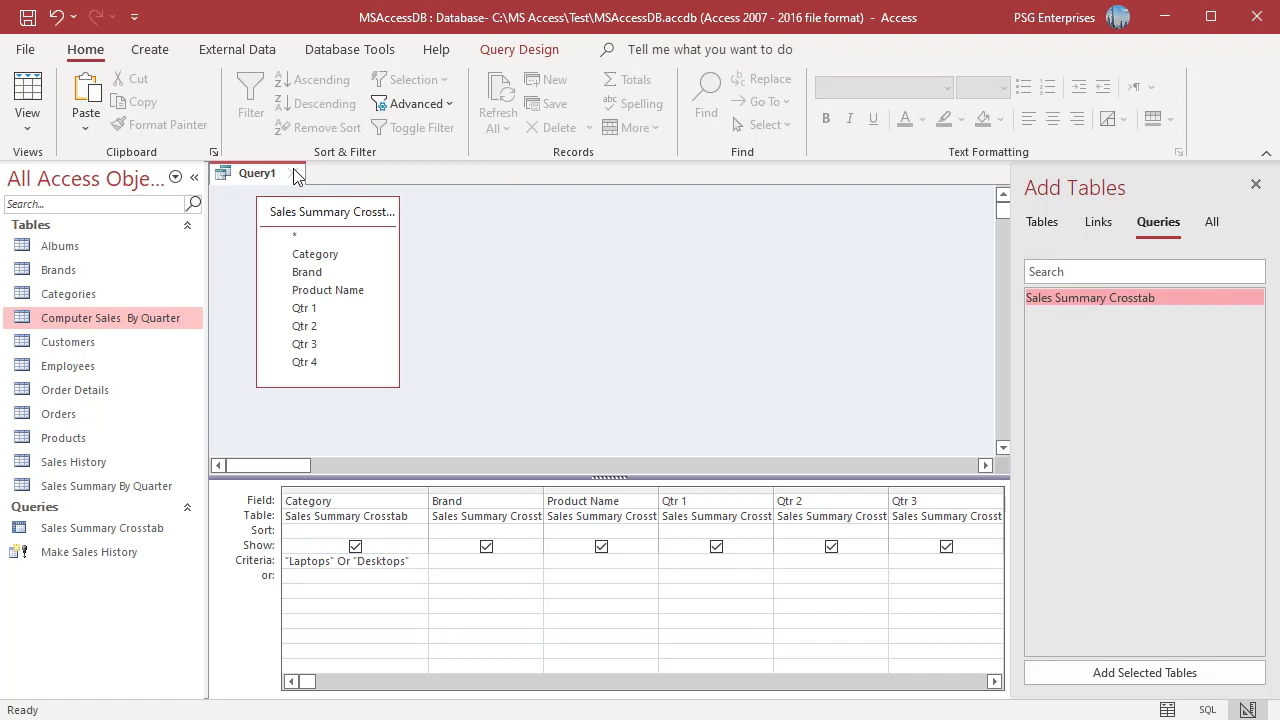 MSAccessDB : Database- C:\MS Access\Test\MSAccessDB.accdb (Access 2007 - 2016 file format) - Access
PSG Enterprises
File Home Create External Data Database Tools Help Query Design Tell me what you want to do
View
Views
Paste
Cut
Copy
Format Painter
Clipboard
Filter
Ascending
Descending
Remove Sort
Selection
Advanced
Toggle Filter
Sort & Filter
Refresh
All
New
Save
Delete
Totals
Spelling
More
Records
Find
Replace
Go To
Select
Find
B I U
Text Formatting
All Access Obje...
Search...
Tables
Albums
Brands
Categories
Computer Sales By Quarter
Customers
Employees
Order Details
Orders
Products
Sales History
Sales Summary By Quarter
Queries
Sales Summary Crosstab
Make Sales History
Query1
Sales Summary Crosst...
*
Category
Brand
Product Name
Qtr 1
Qtr 2
Qtr 3
Qtr 4
Field: Category Brand Product Name Qtr 1 Qtr 2 Qtr 3
Table: Sales Summary Crosstab Sales Summary Crosst Sales Summary Crosst Sales Summary Crosst Sales Summary Crosst Sales Summary Crosst
Sort:
Show:
Criteria: "Laptops" Or "Desktops"
or:
Add Tables
Tables Links Queries All
Search
Sales Summary Crosstab
Add Selected Tables
Ready
SQL